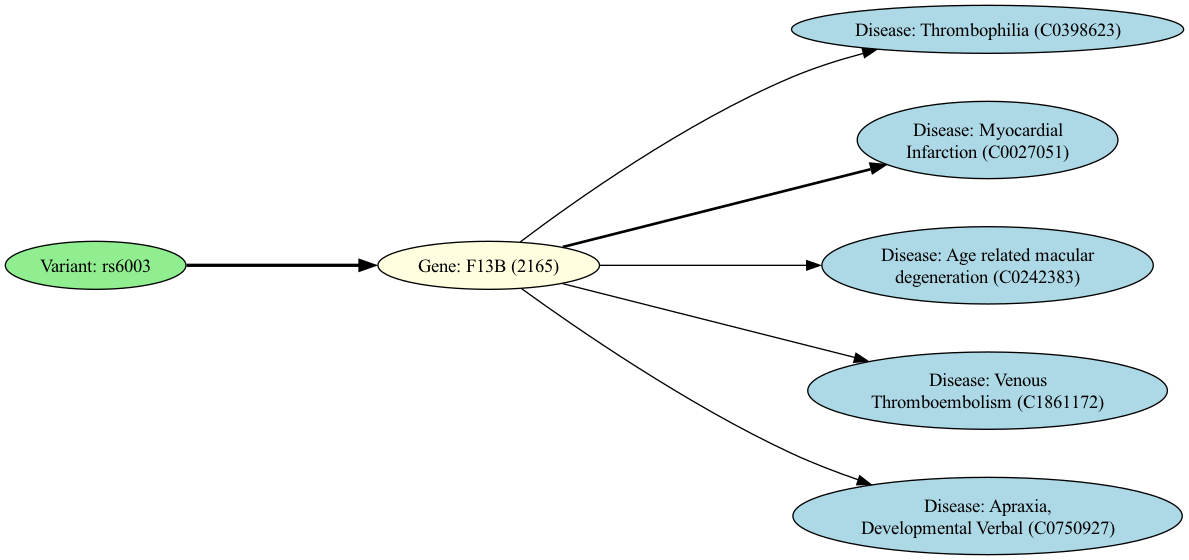 Disease: Thrombophilia (C0398623)
Disease: Myocardial
Infarction (C0027051)
Variant: rs6003
Gene: F13B (2165)
Disease: Age related macular
degeneration (C0242383)
Disease: Venous
Thromboembolism (C1861172)
Disease: Apraxia,
Developmental Verbal (C0750927)